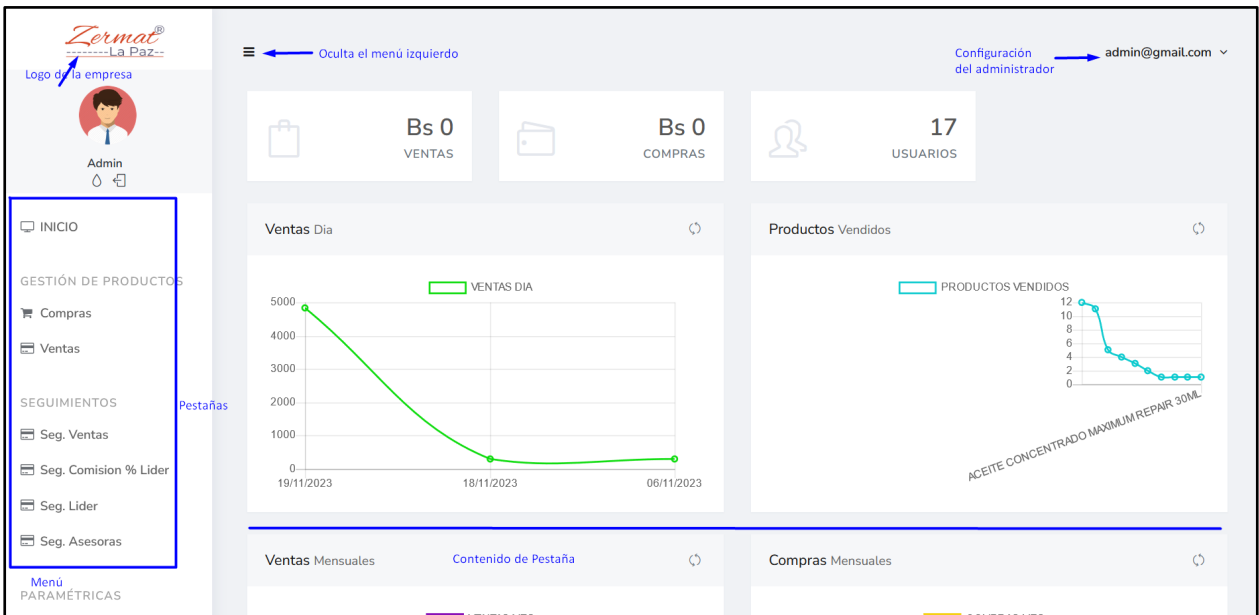 Zermat®
--------La Paz--
Logo de la empresa
Admin
INICIO
GESTIÓN DE PRODUCTOS
Compras
Ventas
SEGUIMIENTOS
Pestañas
Seg. Ventas
Seg. Comision % Lider
Seg. Lider
Seg. Asesoras
Menú
PARAMÉTRICAS
Oculta el menú izquierdo
Configuración
del administrador
admin@gmail.com
Bs 0
VENTAS
Bs 0
COMPRAS
17
USUARIOS
Ventas Dia
VENTAS DIA
5000
4000
3000
2000
1000
0
19/11/2023 18/11/2023 06/11/2023
Productos Vendidos
PRODUCTOS VENDIDOS
12
10
8
6
4
2
0
ACEITE CONCENTRADO MAXIMUM REPAIR 30ML
Ventas Mensuales
Contenido de Pestaña
Compras Mensuales